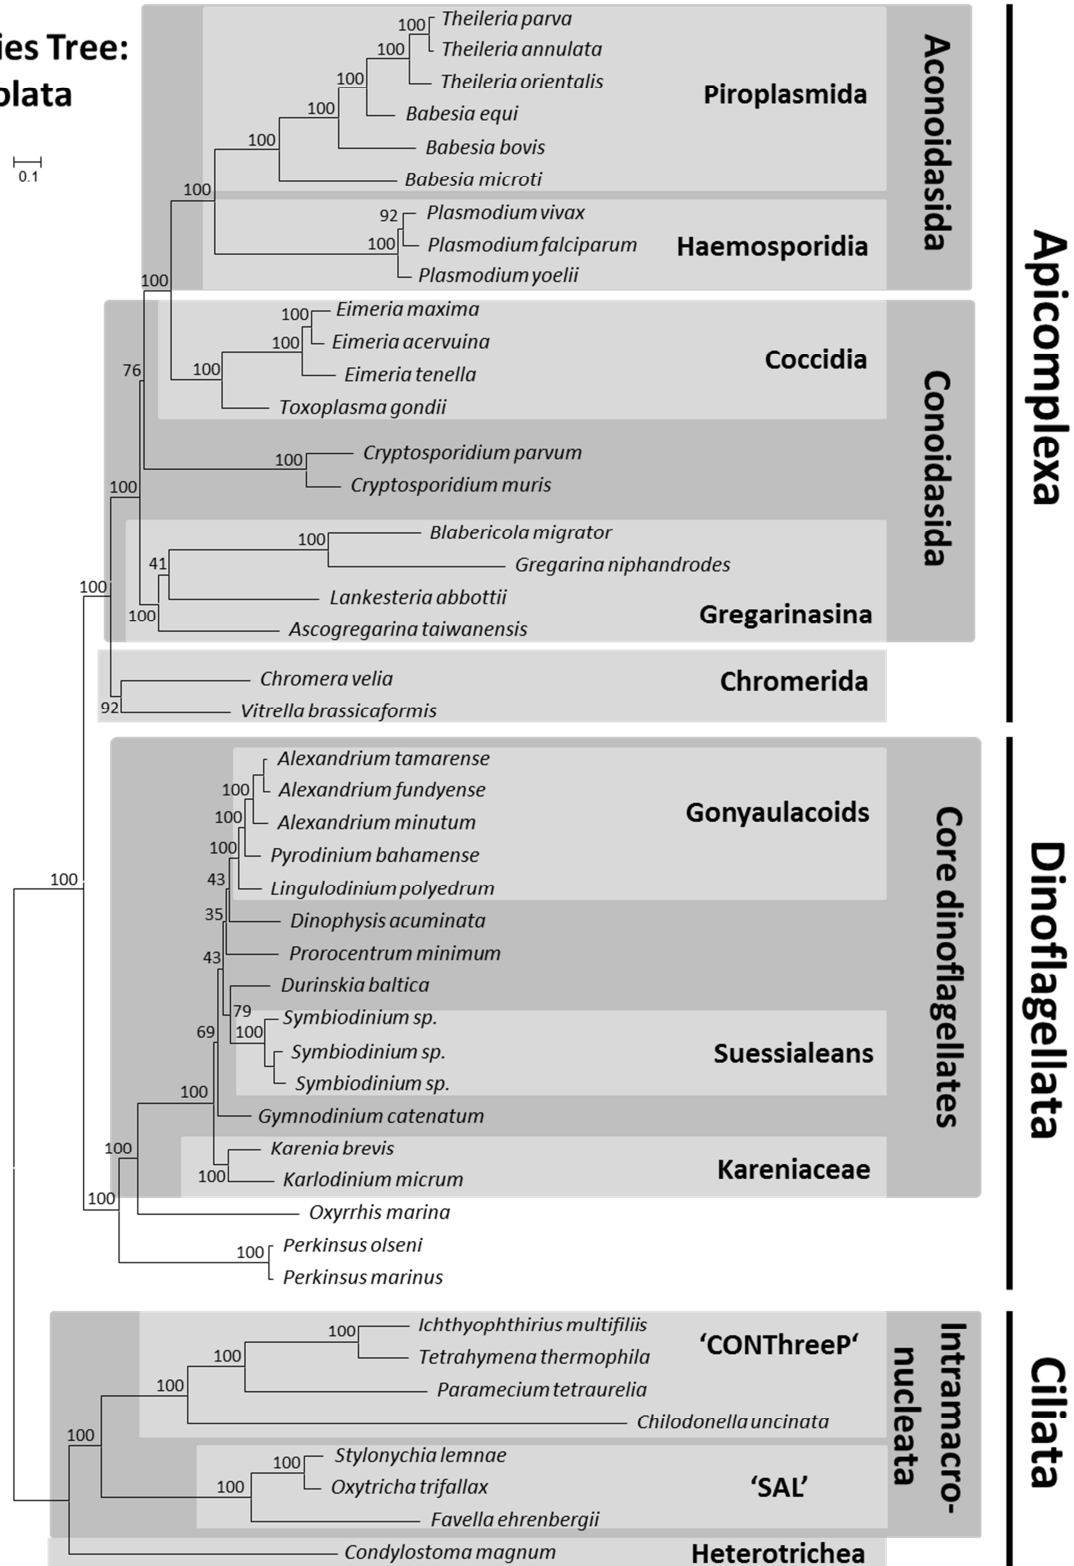 ies Tree:
olata
0.1
100
Theileria parva
100
Theileria annulata
100
Theileria orientalis
Piroplasmida
100
Babesia equi
100
Babesia bovis
100
Babesia microti
Aconoidasida
92
Plasmodium vivax
100
Plasmodium falciparum
Haemosporidia
Plasmodium yoelii
Apicomplexa
100
100
Eimeria maxima
100
Eimeria acervuina
Coccidia
76
100
Eimeria tenella
Toxoplasma gondii
Conoidasida
100
Cryptosporidium parvum
Cryptosporidium muris
100
100
Blabericola migrator
41
Gregarina niphandrodes
100
Lankesteria abbottii
100
Gregarinasina
Ascogregarina taiwanensis
Chromera velia
Chromerida
92
Vitrella brassicaformis
Alexandrium tamarense
100
Alexandrium fundyense
Gonyaulacoids
100
Alexandrium minutum
100
Pyrodinium bahamense
100
43
Lingulodinium polyedrum
35
Dinophysis acuminata
43
Prorocentrum minimum
Core dinoflagellates
Dinoflagellata
Durinskia baltica
79
Symbiodinium sp.
69
100
Symbiodinium sp.
Suessialeans
Symbiodinium sp.
100
Gymnodinium catenatum
100
Karenia brevis
100
Karlodinium micrum
Kareniaceae
100
Oxyrrhis marina
100
Perkinsus olseni
Perkinsus marinus
100
Ichthyophthirius multifiliis
‘CONThreeP‘
100
Tetrahymena thermophila
100
Paramecium tetraurelia
Chilodonella uncinata
Intramacro-
nucleata
Ciliata
100
100
Stylonychia lemnae
100
Oxytricha trifallax
‘SAL’
Favella ehrenbergii
Condylostoma magnum
Heterotrichea